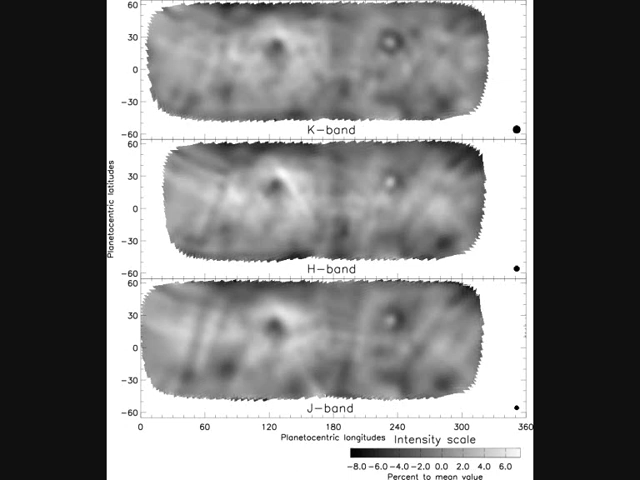 60
30
0
−30
−60
K−band
60
30
0
−30
−60
H−band
Planetocentric latitudes
60
30
0
−30
−60
J−band
0 60 120 180 240 300 360
Planetocentric longitudes Intensity scale
−8.0 −6.0 −4.0 −2.0 0.0 2.0 4.0 6.0
Percent to mean value